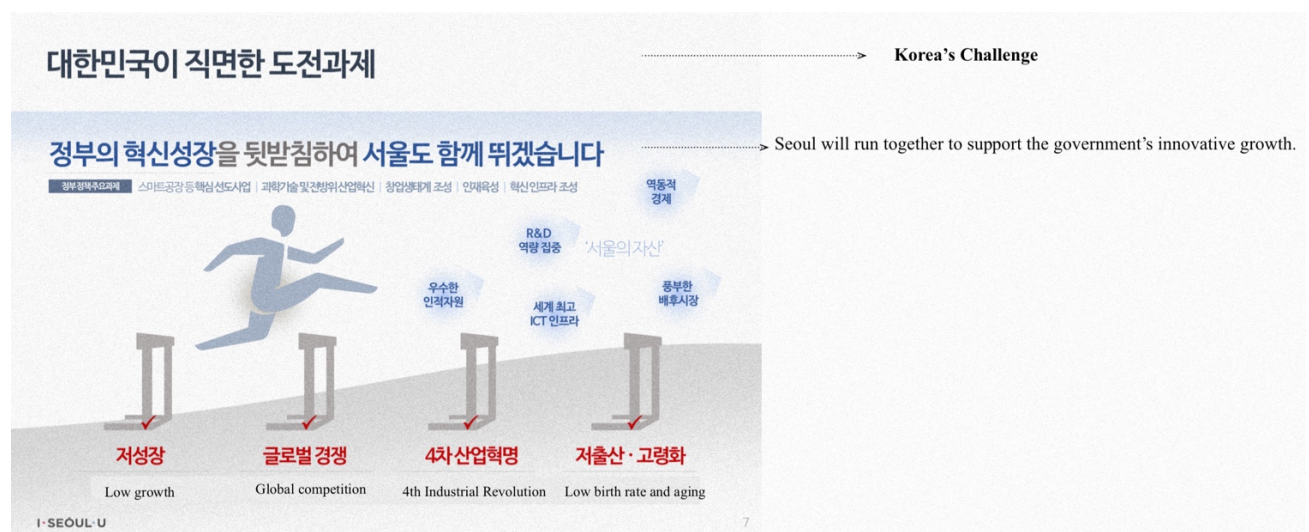 대한민국이 직면한 도전과제
Korea’s Challenge
정부의 혁신성장을 뒷받침하여 서울도 함께 뛰겠습니다
Seoul will run together to support the government’s innovative growth.
정부정책주요과제 스마트공장 등 핵심 선도사업 | 과학기술 및 전방위 산업혁신 | 창업생태계 조성 | 인재육성 | 혁신 인프라 조성
역동적
경제
R&D
역량 집중
‘서울의 자산’
우수한
인적자원
세계 최고
ICT 인프라
풍부한
배후시장
저성장
글로벌 경쟁
4차 산업혁명
저출산 · 고령화
Low growth
Global competition
4th Industrial Revolution
Low birth rate and aging
I·SEOUL·U
7